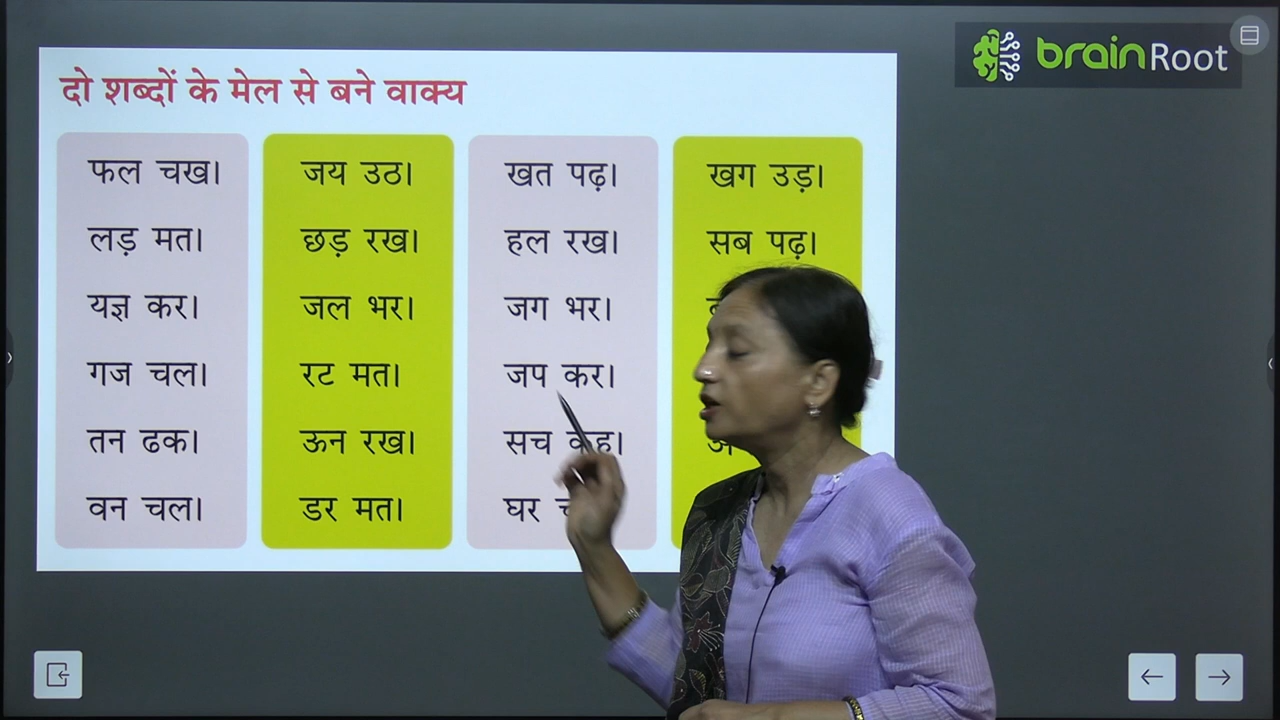 brainRoot
दो शब्दों के मेल से बने वाक्य
फल चख। जय उठ। खत पढ़। खग उड़।
लड़ मत। छड़ रख। हल रख। सब पढ़।
यज्ञ कर। जल भर। जग भर।
गज चल। रट मत। जप कर।
तन ढक। ऊन रख। सच कह।
वन चल। डर मत। घर